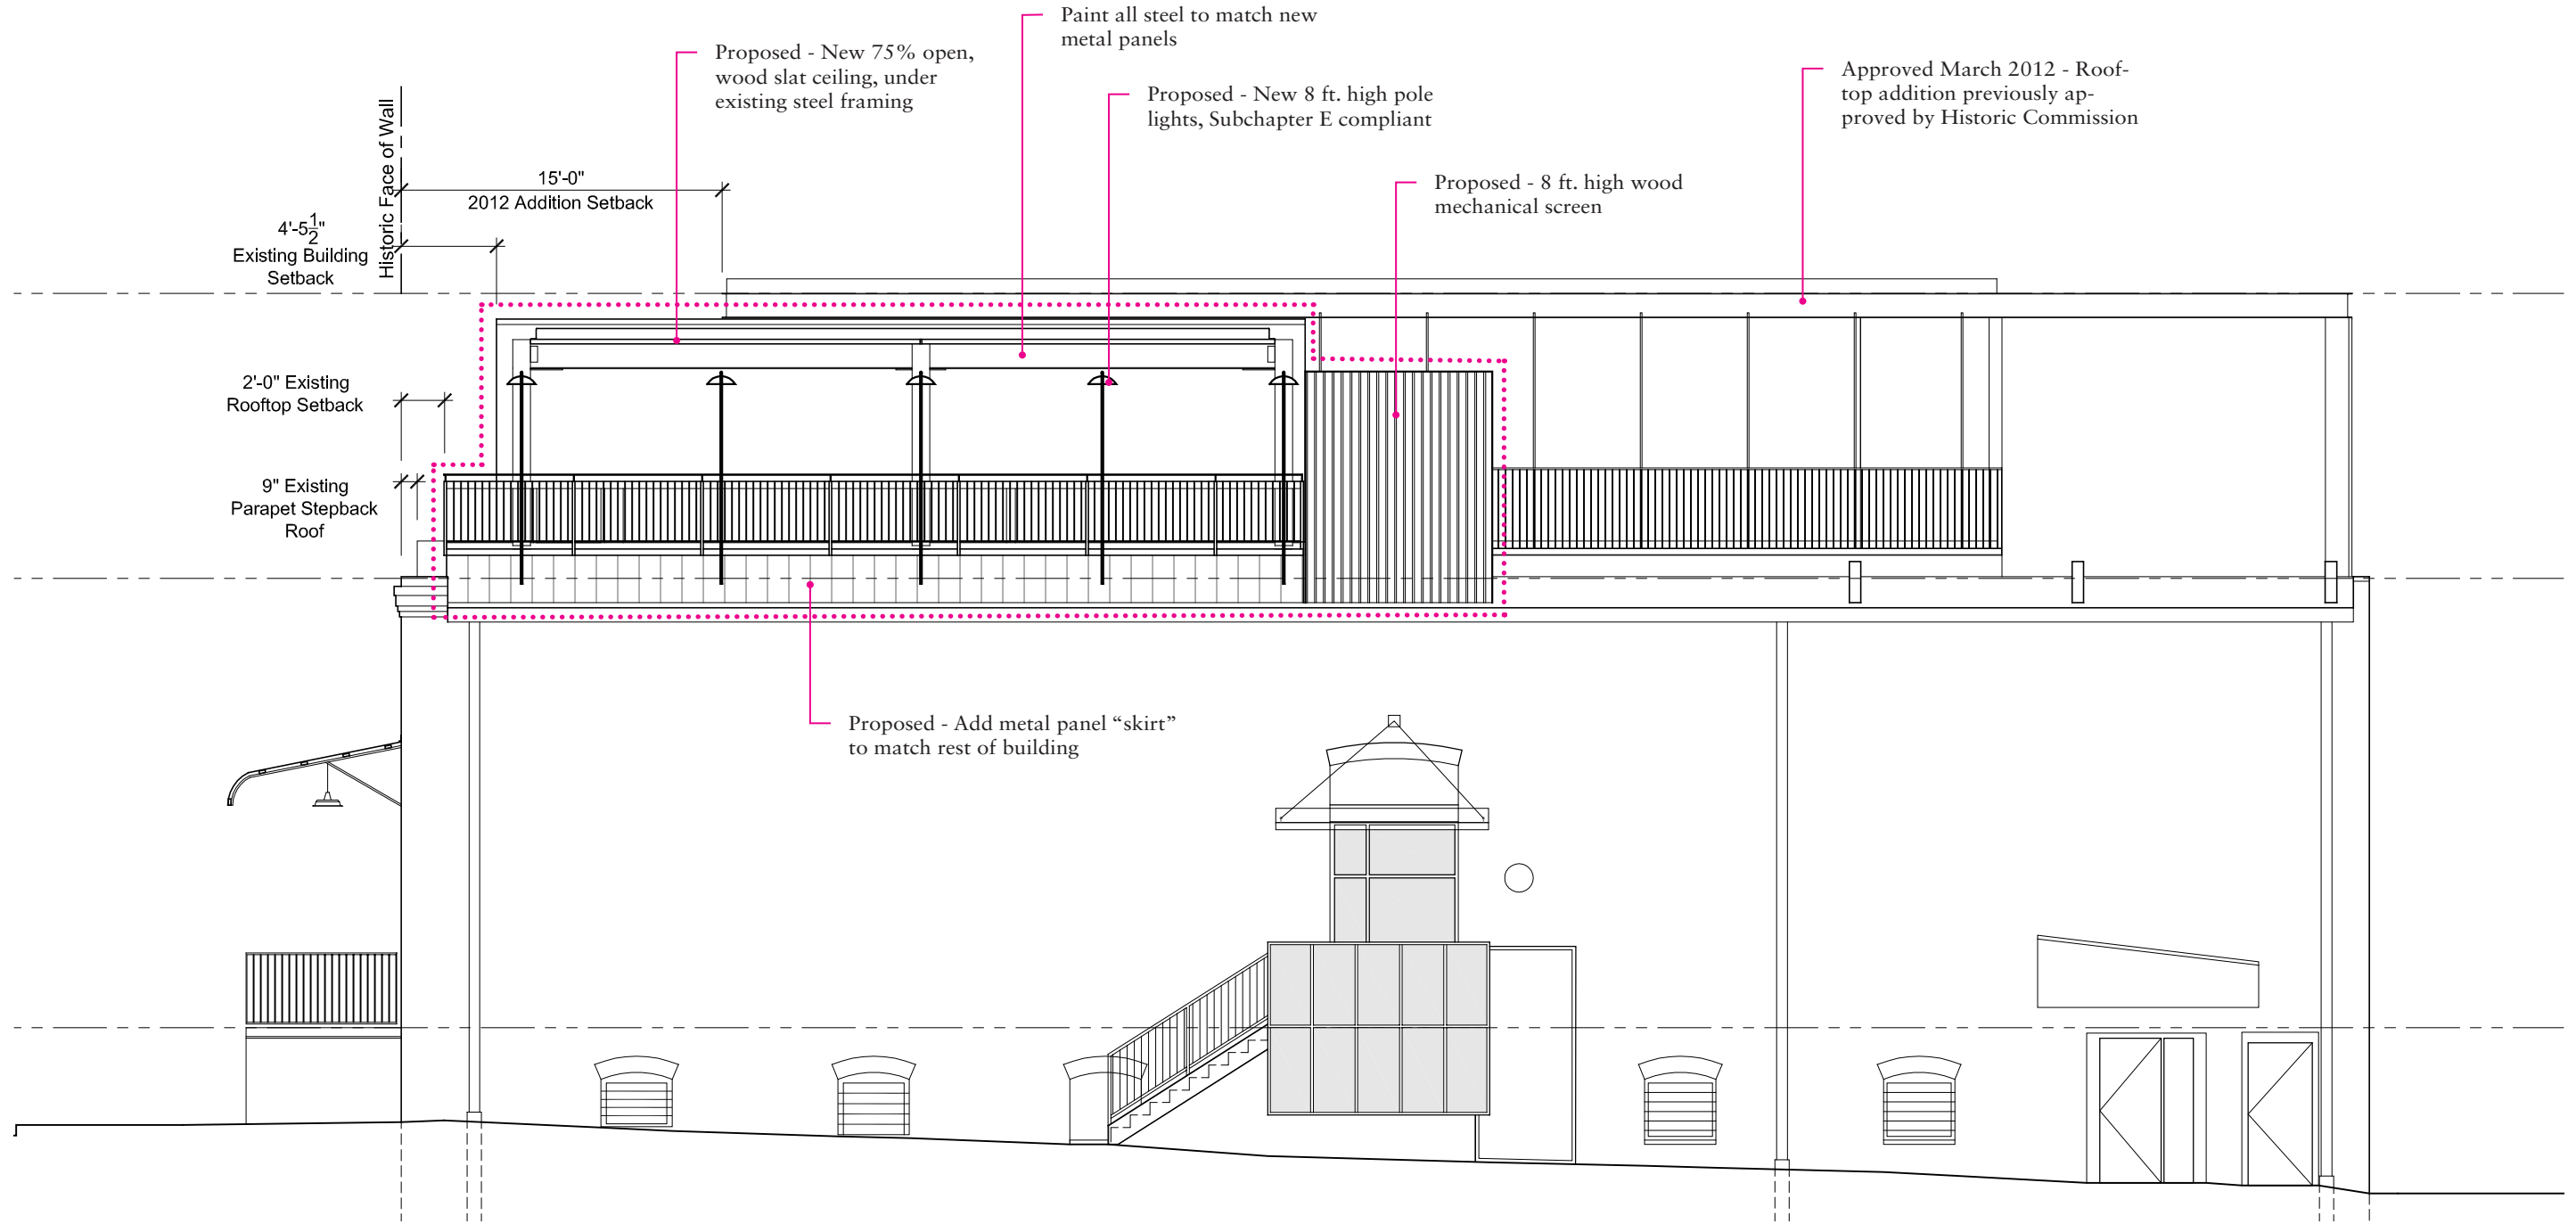 Paint all steel to match new
metal panels
Proposed - New 75% open,
wood slat ceiling, under
existing steel framing
Approved March 2012 - Roof-
top addition previously ap-
proved by Historic Commission
Proposed - New 8 ft. high pole
lights, Subchapter E compliant
Historic Face of Wall
15'-0"
2012 Addition Setback
Proposed - 8 ft. high wood
mechanical screen
4'-5 1/2"
Existing Building
Setback
2'-0" Existing
Rooftop Setback
9" Existing
Parapet Stepback
Roof
Proposed - Add metal panel “skirt”
to match rest of building